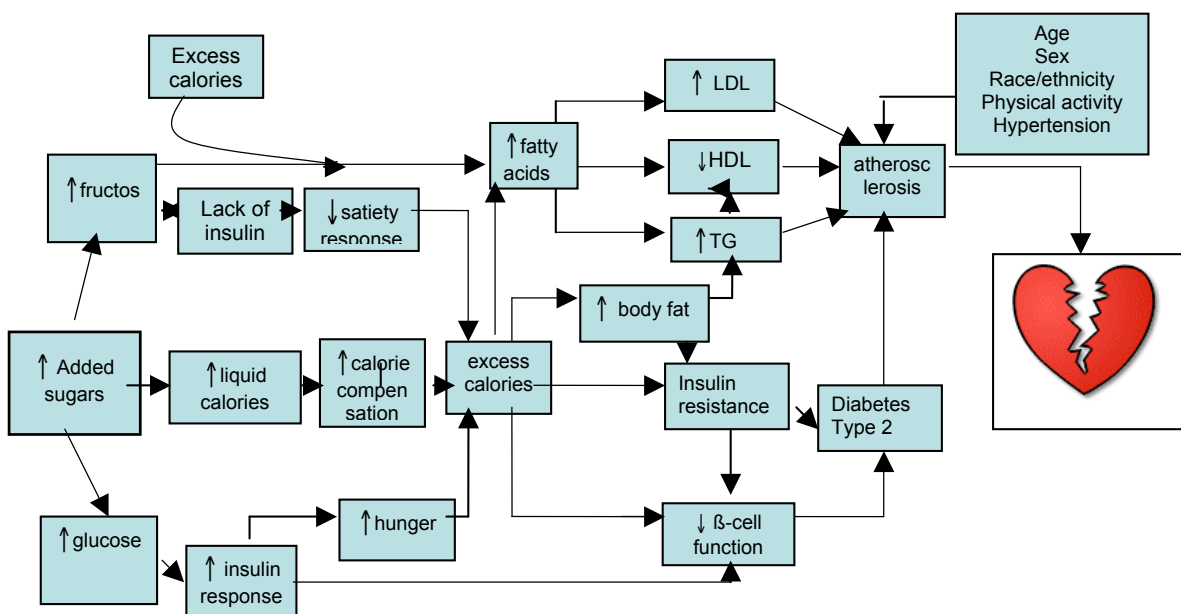 Excess
calories
↑ LDL
Age
Sex
Race/ethnicity
Physical activity
Hypertension
↑ fatty
acids
↓ HDL
atherosc
lerosis
↑ fructos
Lack of
insulin
↓ satiety
response
↑ TG
↑ body fat
↑ Added
sugars
↑ liquid
calories
↑ calorie
compen
sation
excess
calories
Insulin
resistance
Diabetes
Type 2
↑ glucose
↑ insulin
response
↑ hunger
↓ ß-cell
function